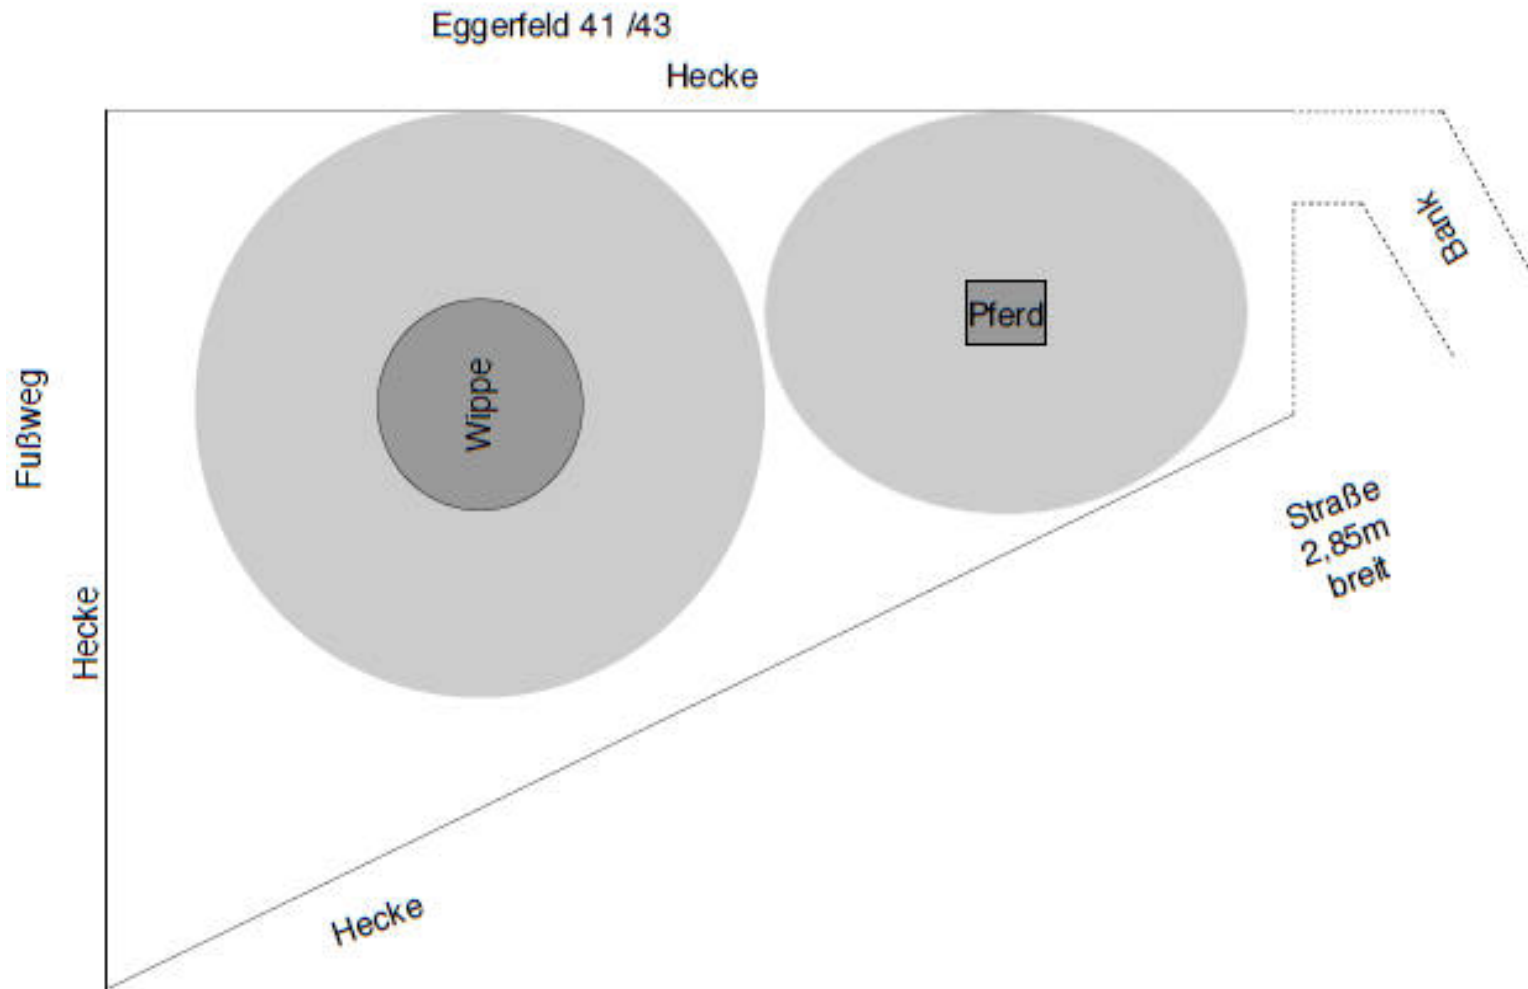 Eggerfeld 41 /43
Hecke
Bank
Pferd
Wippe
Fußweg
Hecke
Straße
2,85m
breit
Hecke